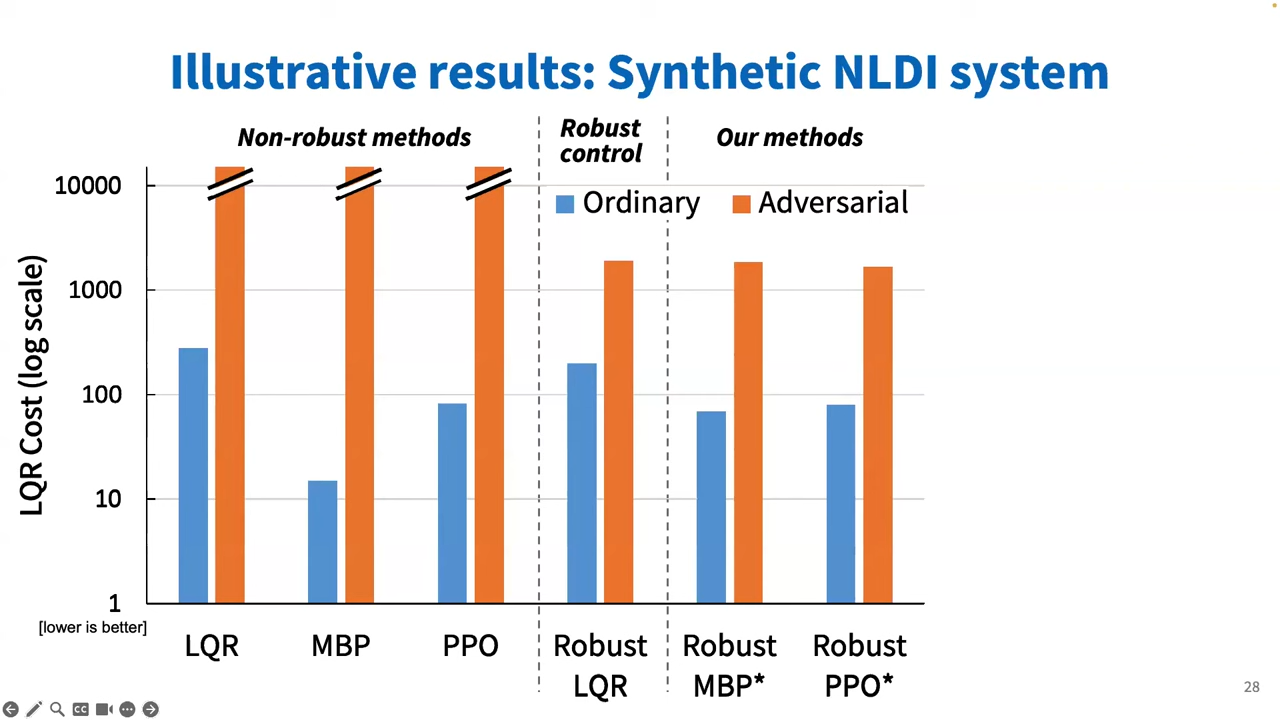 Illustrative results: Synthetic NLDI system
Non-robust methods
Robust
control
Our methods
Ordinary
Adversarial
LQR Cost (log scale)
10000
1000
100
10
1
[lower is better]
LQR
MBP
PPO
Robust
LQR
Robust
MBP*
Robust
PPO*
28
CC